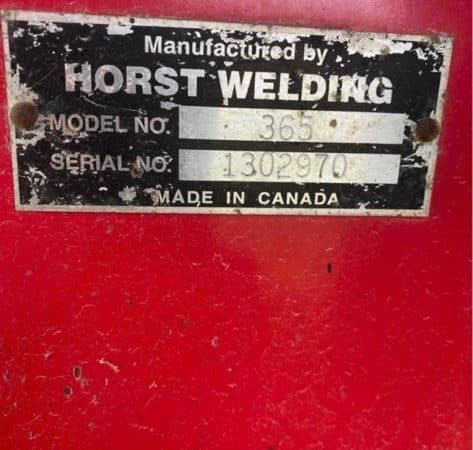 Manufactured by
HORST WELDING
MODEL NO. 365
SERIAL NO. 1302970
MADE IN CANADA